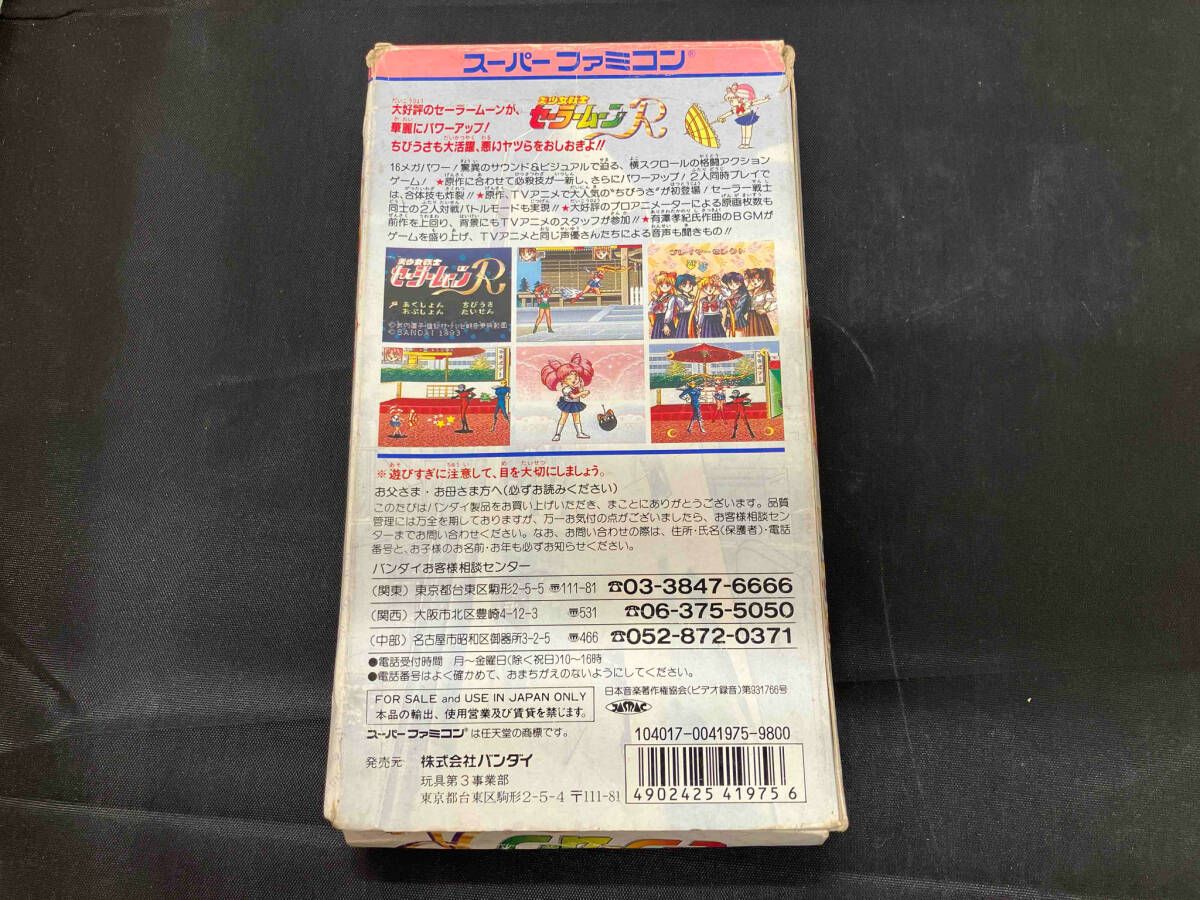 スーパーファミコン®
大好評のセーラームーンが、
華麗にパワーアップ!
ちびうさも大活躍、悪いヤツらをおしおきよ!!
美少女戦士
セーラームーンR
16メガパワー!驚異のサウンド&ビジュアルで迫る、横スクロールの格闘アクション
ゲーム!★原作に合わせて必殺技が一新し、さらにパワーアップ!2人同時プレイで
は、合体技も炸裂!!★原作、TVアニメで大人気の“ちびうさ”が初登場!セーラー戦士
同士の2人対戦バトルモードも実現!!★大好評のプロアニメーターによる原画枚数も
前作を上回り、背景にもTVアニメのスタッフが参加!!★有澤孝紀氏作曲のBGMが
ゲームを盛り上げ、TVアニメと同じ声優さんたちによる音声も聞きもの!!
美少女戦士
セーラームーンR
あくしょん ちびうさ
おぷしょん たいせん
©BANDAI 1993
プレイヤーセレクト
※遊びすぎに注意して、目を大切にしましょう。
お父さま・お母さま方へ(必ずお読みください)
このたびはバンダイ製品をお買い上げいただき、まことにありがとうございます。品質
管理には万全を期しておりますが、万一お気付の点がございましたら、お客様相談セン
ターまでお問い合わせください。なお、お問い合わせの際は、住所・氏名(保護者)・電話
番号と、お子様のお名前・お年も必ずお知らせください。
バンダイお客様相談センター
(関東) 東京都台東区駒形2-5-5 〠111-81 ☎03-3847-6666
(関西) 大阪市北区豊崎4-12-3 〠531 ☎06-375-5050
(中部) 名古屋市昭和区御器所3-2-5 〠466 ☎052-872-0371
●電話受付時間 月〜金曜日(除く祝日)10〜16時
●電話番号はよく確かめて、おまちがえのないようにしてください。
FOR SALE and USE IN JAPAN ONLY
本品の輸出、使用営業及び賃貸を禁じます。
日本音楽著作権協会(ビデオ録音)第931766号
JASRAC
スーパーファミコン®は任天堂の商標です。
発売元 株式会社バンダイ
玩具第3事業部
東京都台東区駒形2-5-4 〒111-81
104017-0041975-9800
4902425419756